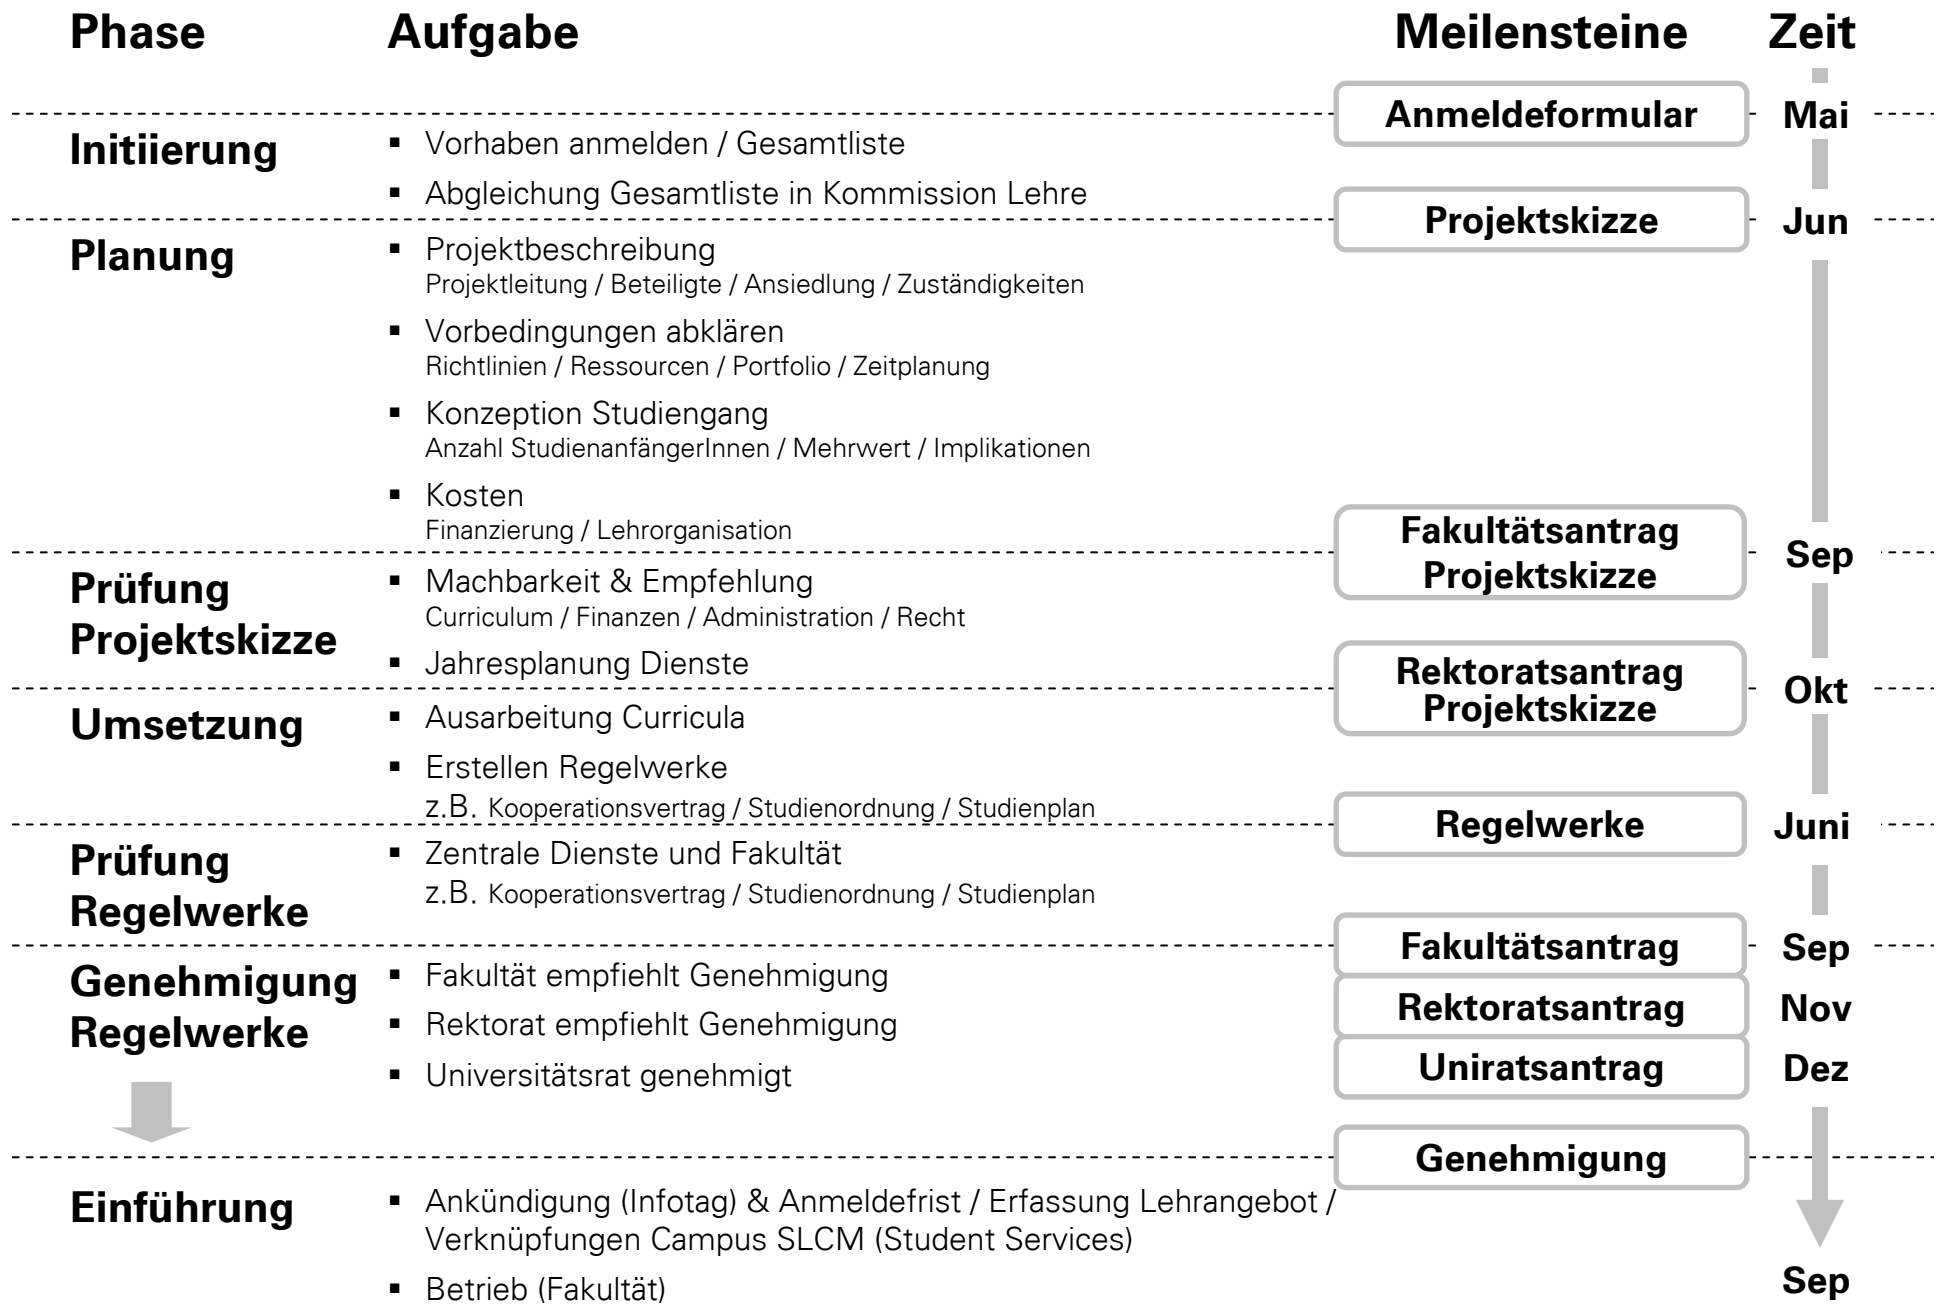 Phase Aufgabe Meilensteine Zeit
Anmeldeformular Mai
Initiierung
▪ Vorhaben anmelden / Gesamtliste
▪ Abgleichung Gesamtliste in Kommission Lehre
Projektskizze Jun
Planung
▪ Projektbeschreibung
Projektleitung / Beteiligte / Ansiedlung / Zuständigkeiten
▪ Vorbedingungen abklären
Richtlinien / Ressourcen / Portfolio / Zeitplanung
▪ Konzeption Studiengang
Anzahl StudienanfängerInnen / Mehrwert / Implikationen
▪ Kosten
Finanzierung / Lehrorganisation
Fakultätsantrag
Projektskizze
Sep
Prüfung
Projektskizze
▪ Machbarkeit & Empfehlung
Curriculum / Finanzen / Administration / Recht
▪ Jahresplanung Dienste
Rektoratsantrag
Projektskizze
Okt
Umsetzung
▪ Ausarbeitung Curricula
▪ Erstellen Regelwerke
z.B. Kooperationsvertrag / Studienordnung / Studienplan
Regelwerke Juni
Prüfung
Regelwerke
▪ Zentrale Dienste und Fakultät
z.B. Kooperationsvertrag / Studienordnung / Studienplan
Fakultätsantrag Sep
Genehmigung
Regelwerke
▪ Fakultät empfiehlt Genehmigung
▪ Rektorat empfiehlt Genehmigung
Rektoratsantrag Nov
▪ Universitätsrat genehmigt
Uniratsantrag Dez
Genehmigung
Einführung
▪ Ankündigung (Infotag) & Anmeldefrist / Erfassung Lehrangebot /
Verknüpfungen Campus SLCM (Student Services)
▪ Betrieb (Fakultät)
Sep